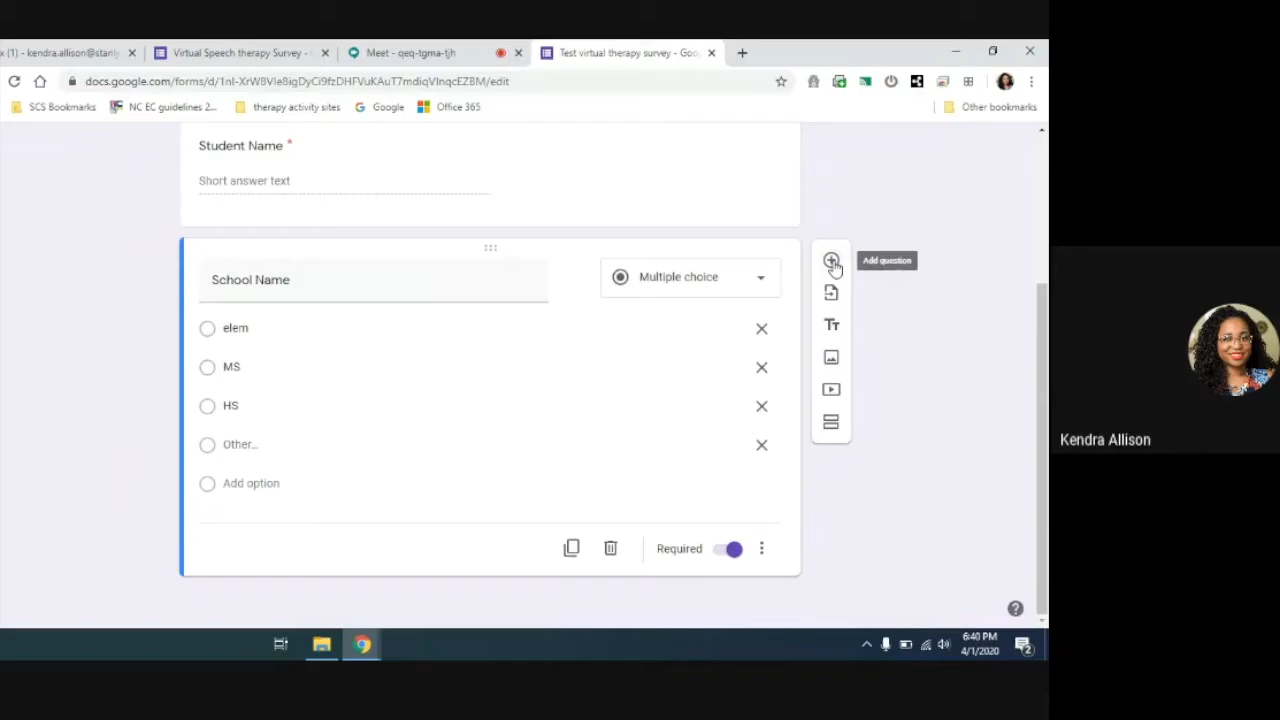 x (1) - kendra.allison@stanly
Virtual Speech therapy Survey -
Meet - qeq-tgma-tjh
Test virtual therapy survey - Goo
docs.google.com/forms/d/1nI-XrW8Vle8igDyCi9fzDHFVuKAuT7mdiqVInqcEZBM/edit
SCS Bookmarks
NC EC guidelines 2...
therapy activity sites
Google
Office 365
Other bookmarks
Student Name *
Short answer text
School Name
Multiple choice
Add question
elem
MS
HS
Other...
Add option
Required
Kendra Allison
6:40 PM
4/1/2020
2